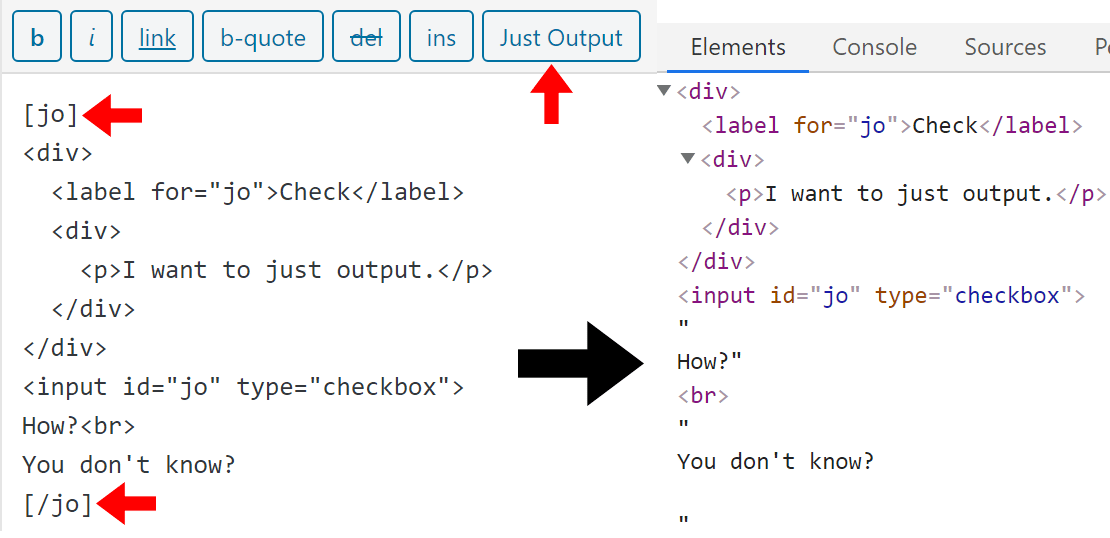 b i link b-quote del ins Just Output
[jo]
<div>
  <label for="jo">Check</label>
  <div>
    <p>I want to just output.</p>
  </div>
</div>
<input id="jo" type="checkbox">
How?<br>
You don't know?
[/jo]
Elements Console Sources
<div>
  <label for="jo">Check</label>
  <div>
    <p>I want to just output.</p>
  </div>
</div>
<input id="jo" type="checkbox">
"
How?"
<br>
"
You don't know?
"